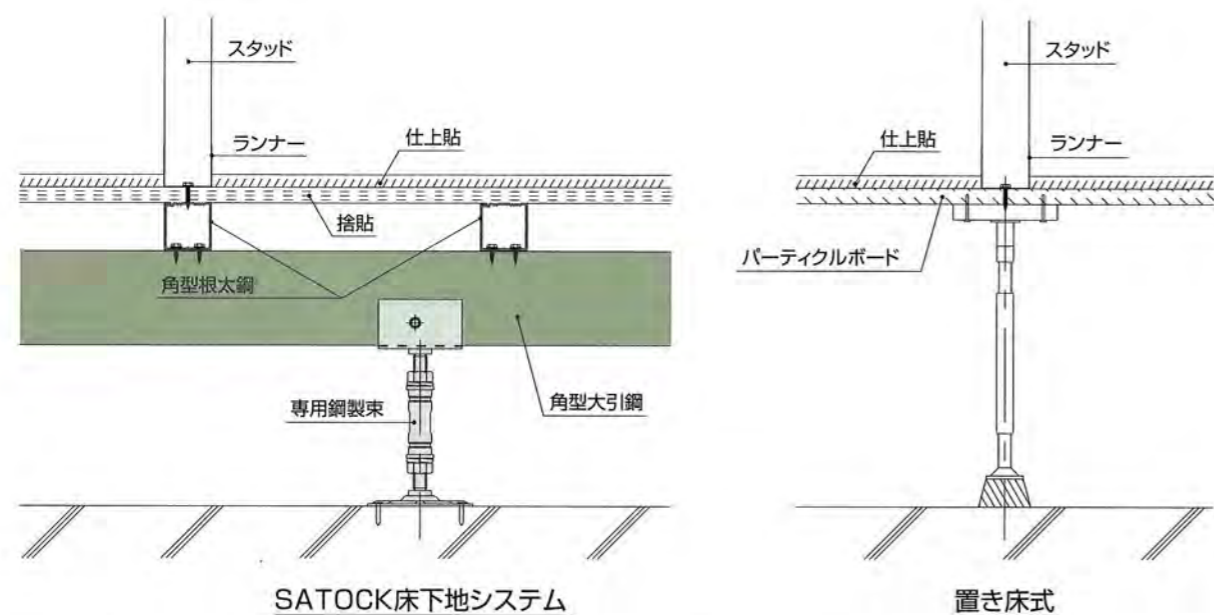 スタッド
ランナー
仕上貼
捨貼
角型根太鋼
専用鋼製束
角型大引鋼
SATOCK床下地システム
スタッド
仕上貼
ランナー
パーティクルボード
置き床式